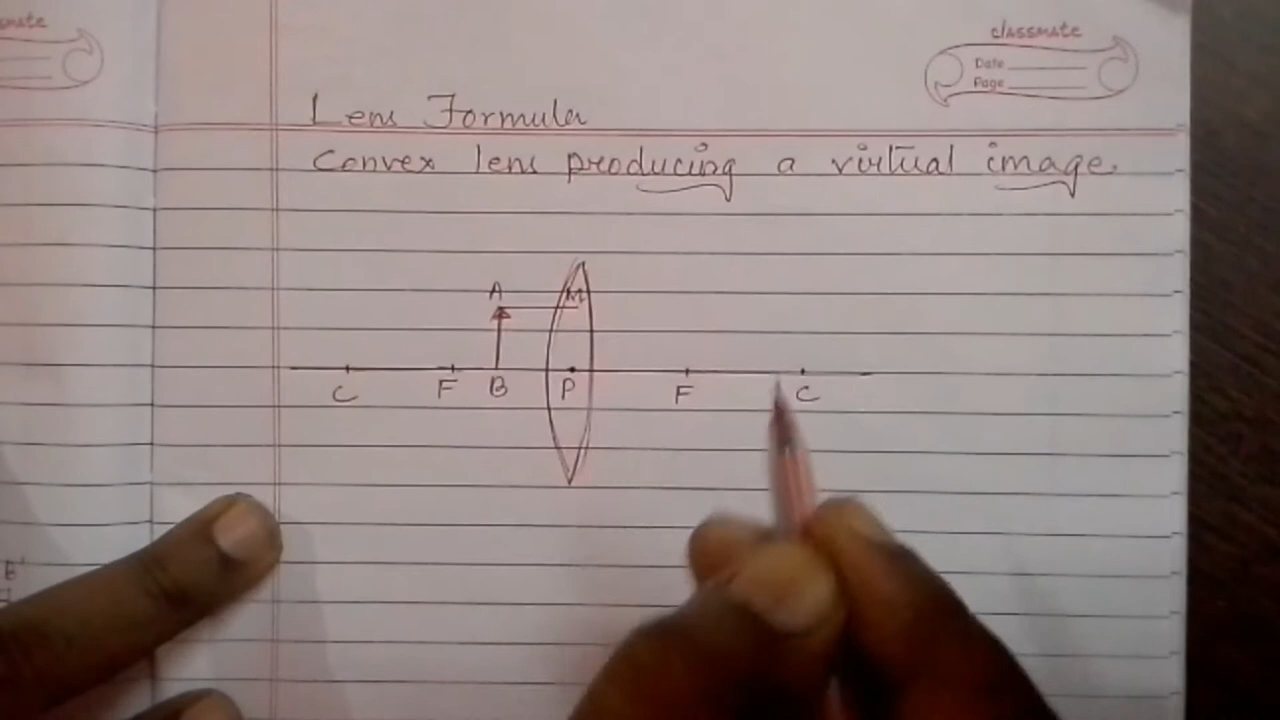 classmate
Date
Page
Lens Formula
Convex lens producing a virtual image.
A M
C F B P F C
B'